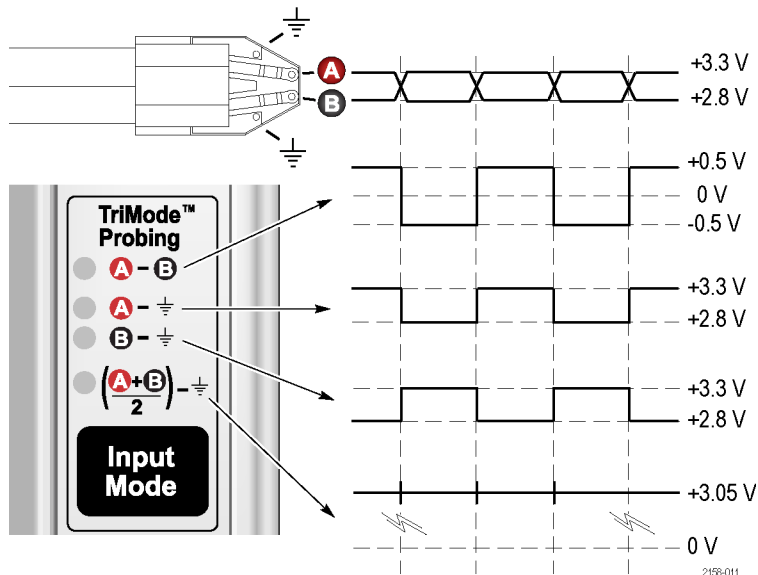 A
B
+3.3 V
+2.8 V
+0.5 V
0 V
-0.5 V
TriMode™
Probing
A - B
A -
B -
(A+B) -
2
Input
Mode
+3.3 V
+2.8 V
+3.3 V
+2.8 V
+3.05 V
0 V
2158-011